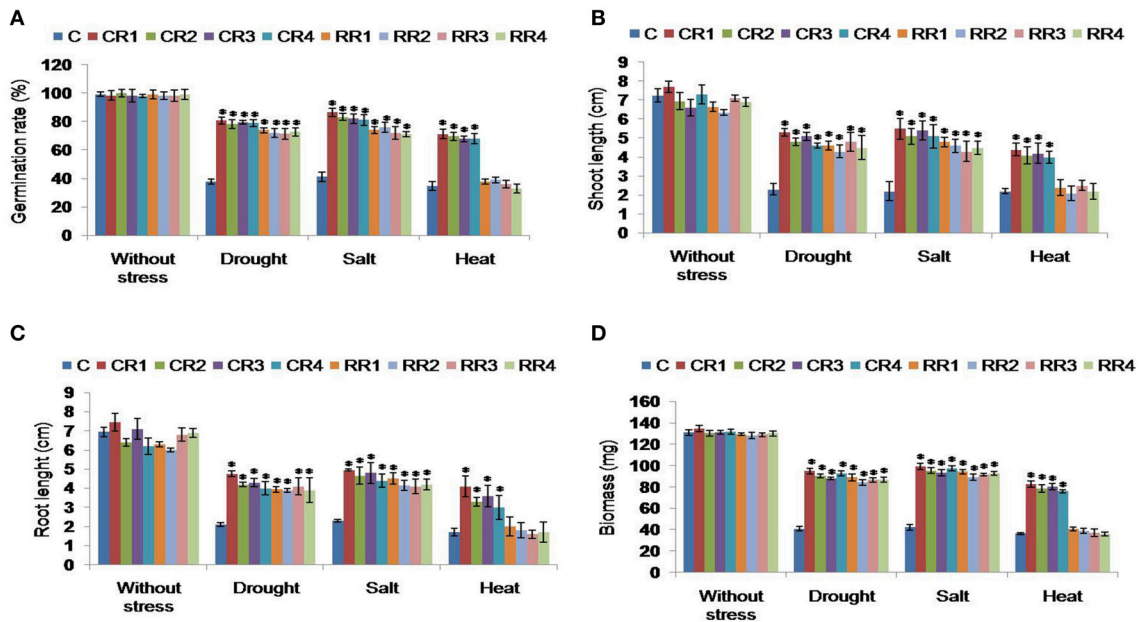 A
C CR1 CR2 CR3 CR4 RR1 RR2 RR3 RR4
Germination rate (%)
120
100
80
60
40
20
0
* * * * * * * *
* * * * * * * *
* * * *
Without stress Drought Salt Heat
B
C CR1 CR2 CR3 CR4 RR1 RR2 RR3 RR4
Shoot length (cm)
9
8
7
6
5
4
3
2
1
0
* * * * * * * *
* * * * * * * *
* * * *
Without stress Drought Salt Heat
C
C CR1 CR2 CR3 CR4 RR1 RR2 RR3 RR4
Root lenght (cm)
9
8
7
6
5
4
3
2
1
0
* * * * * * * *
* * * * * * * *
* * * *
Without stress Drought Salt Heat
D
C CR1 CR2 CR3 CR4 RR1 RR2 RR3 RR4
Biomass (mg)
160
140
120
100
80
60
40
20
0
* * * * * * * *
* * * * * * * *
* * * *
Without stress Drought Salt Heat